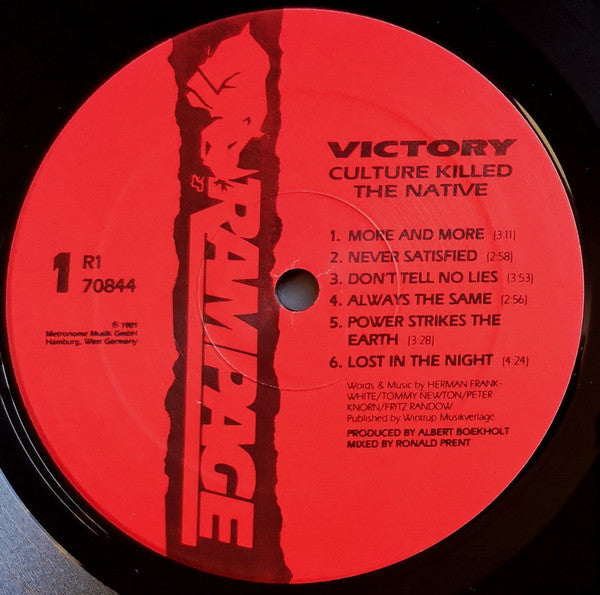 VICTORY
CULTURE KILLED
THE NATIVE
1. MORE AND MORE (3:11)
2. NEVER SATISFIED (2:58)
3. DON'T TELL NO LIES (3:53)
4. ALWAYS THE SAME (2:56)
5. POWER STRIKES THE
EARTH (3:28)
6. LOST IN THE NIGHT (4:24)
Words & Music by HERMAN FRANK-
WHITE/TOMMY NEWTON/PETER
KNORN/FRITZ RANDOW
Published by Wintrup Musikverlage.
PRODUCED BY ALBERT BOEKHOLT
MIXED BY RONALD PRENT
1 R1
70844
℗ 1989
Metronome Musik GmbH
Hamburg, West Germany
RAMPAGE